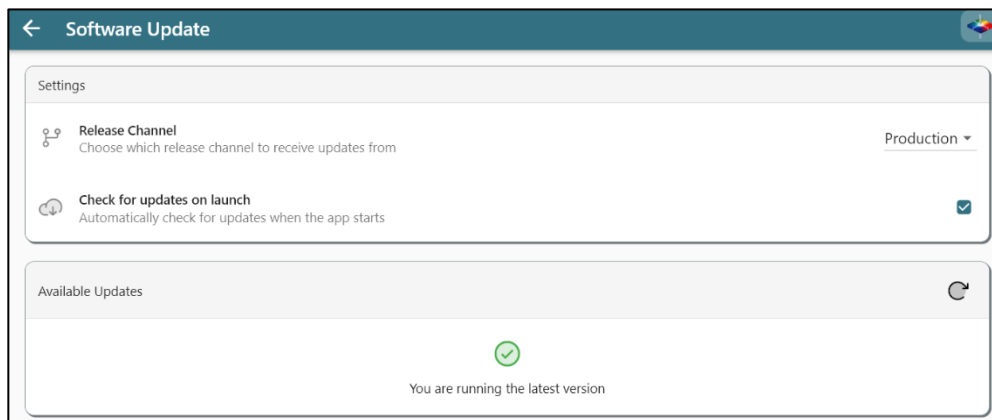 Software Update
Settings
Release Channel
Choose which release channel to receive updates from
Production
Check for updates on launch
Automatically check for updates when the app starts
Available Updates
You are running the latest version